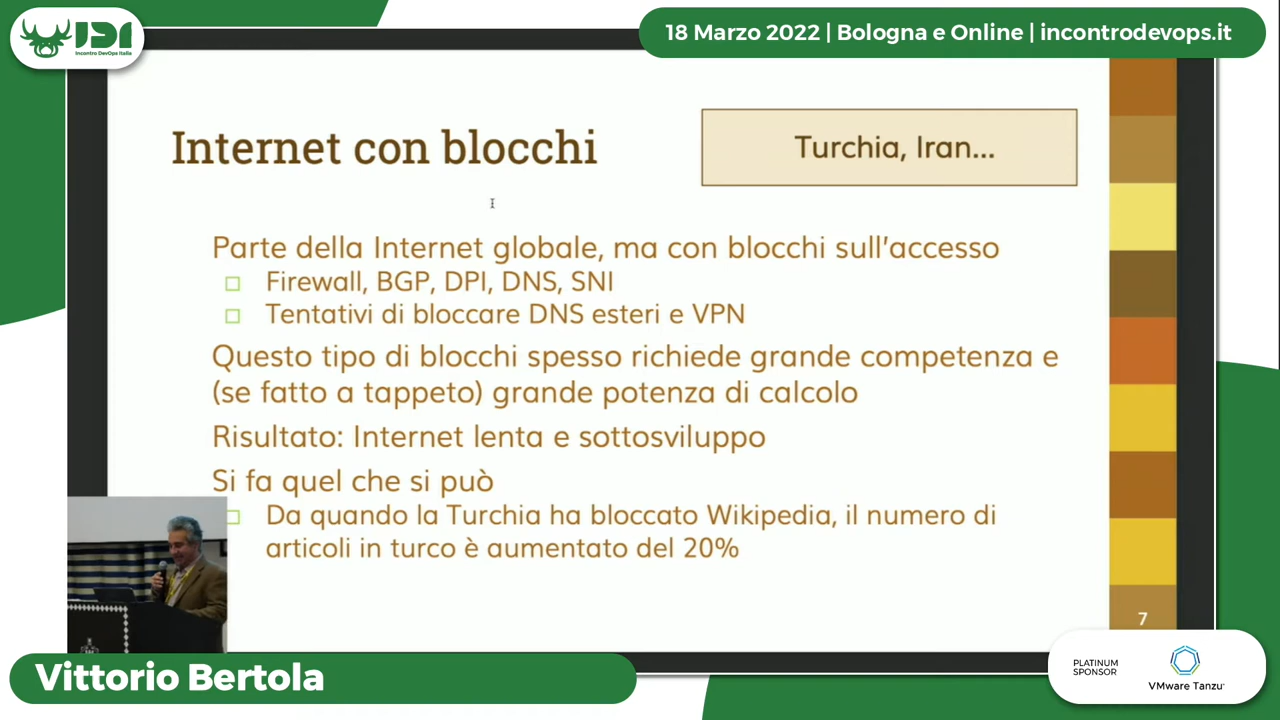 Incontro DevOps Italia
18 Marzo 2022 | Bologna e Online | incontrodevops.it
Internet con blocchi
Turchia, Iran...
Parte della Internet globale, ma con blocchi sull'accesso
Firewall, BGP, DPI, DNS, SNI
Tentativi di bloccare DNS esteri e VPN
Questo tipo di blocchi spesso richiede grande competenza e
(se fatto a tappeto) grande potenza di calcolo
Risultato: Internet lenta e sottosviluppo
Si fa quel che si può
Da quando la Turchia ha bloccato Wikipedia, il numero di
articoli in turco è aumentato del 20%
7
Vittorio Bertola
PLATINUM
SPONSOR
VMware Tanzu